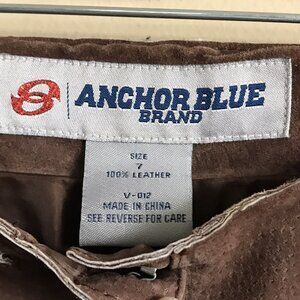 ANCHOR BLUE
BRAND
SIZE
7
100% LEATHER
V-012
MADE IN CHINA
SEE REVERSE FOR CARE